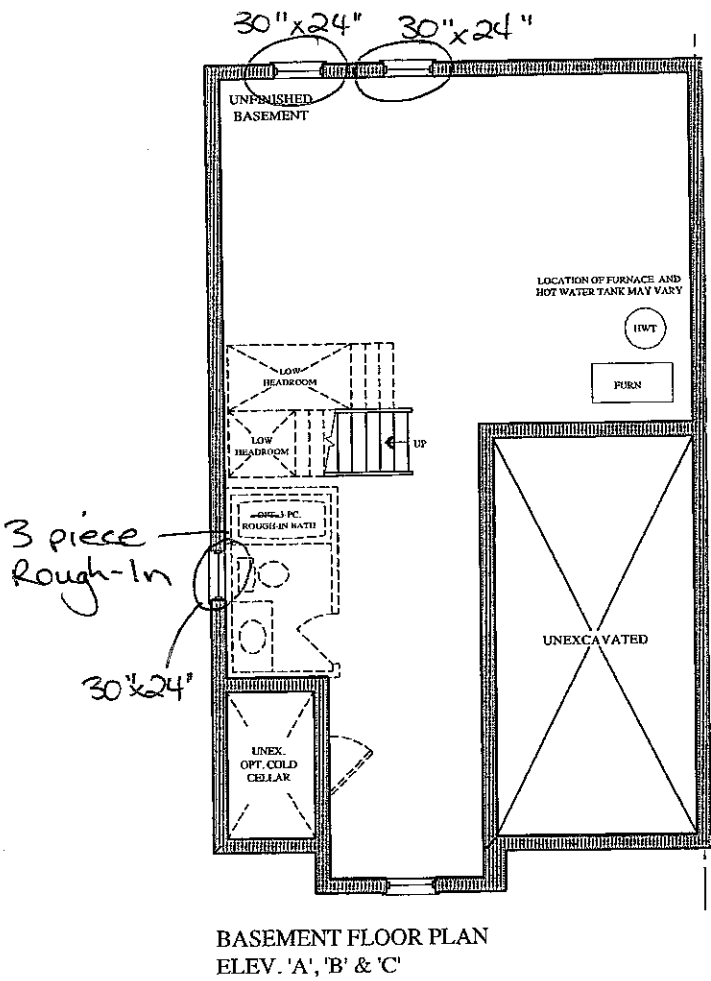 30"x24" 30"x24"
UNFINISHED
BASEMENT
LOCATION OF FURNACE AND
HOT WATER TANK MAY VARY
HWT
FURN
LOW
HEADROOM
LOW
HEADROOM
UP
OPT. 3 PC.
ROUGH-IN BATH
3 piece
Rough-In
30"x24"
UNEXCAVATED
UNEX.
OPT. COLD
CELLAR
BASEMENT FLOOR PLAN
ELEV. 'A', 'B' & 'C'